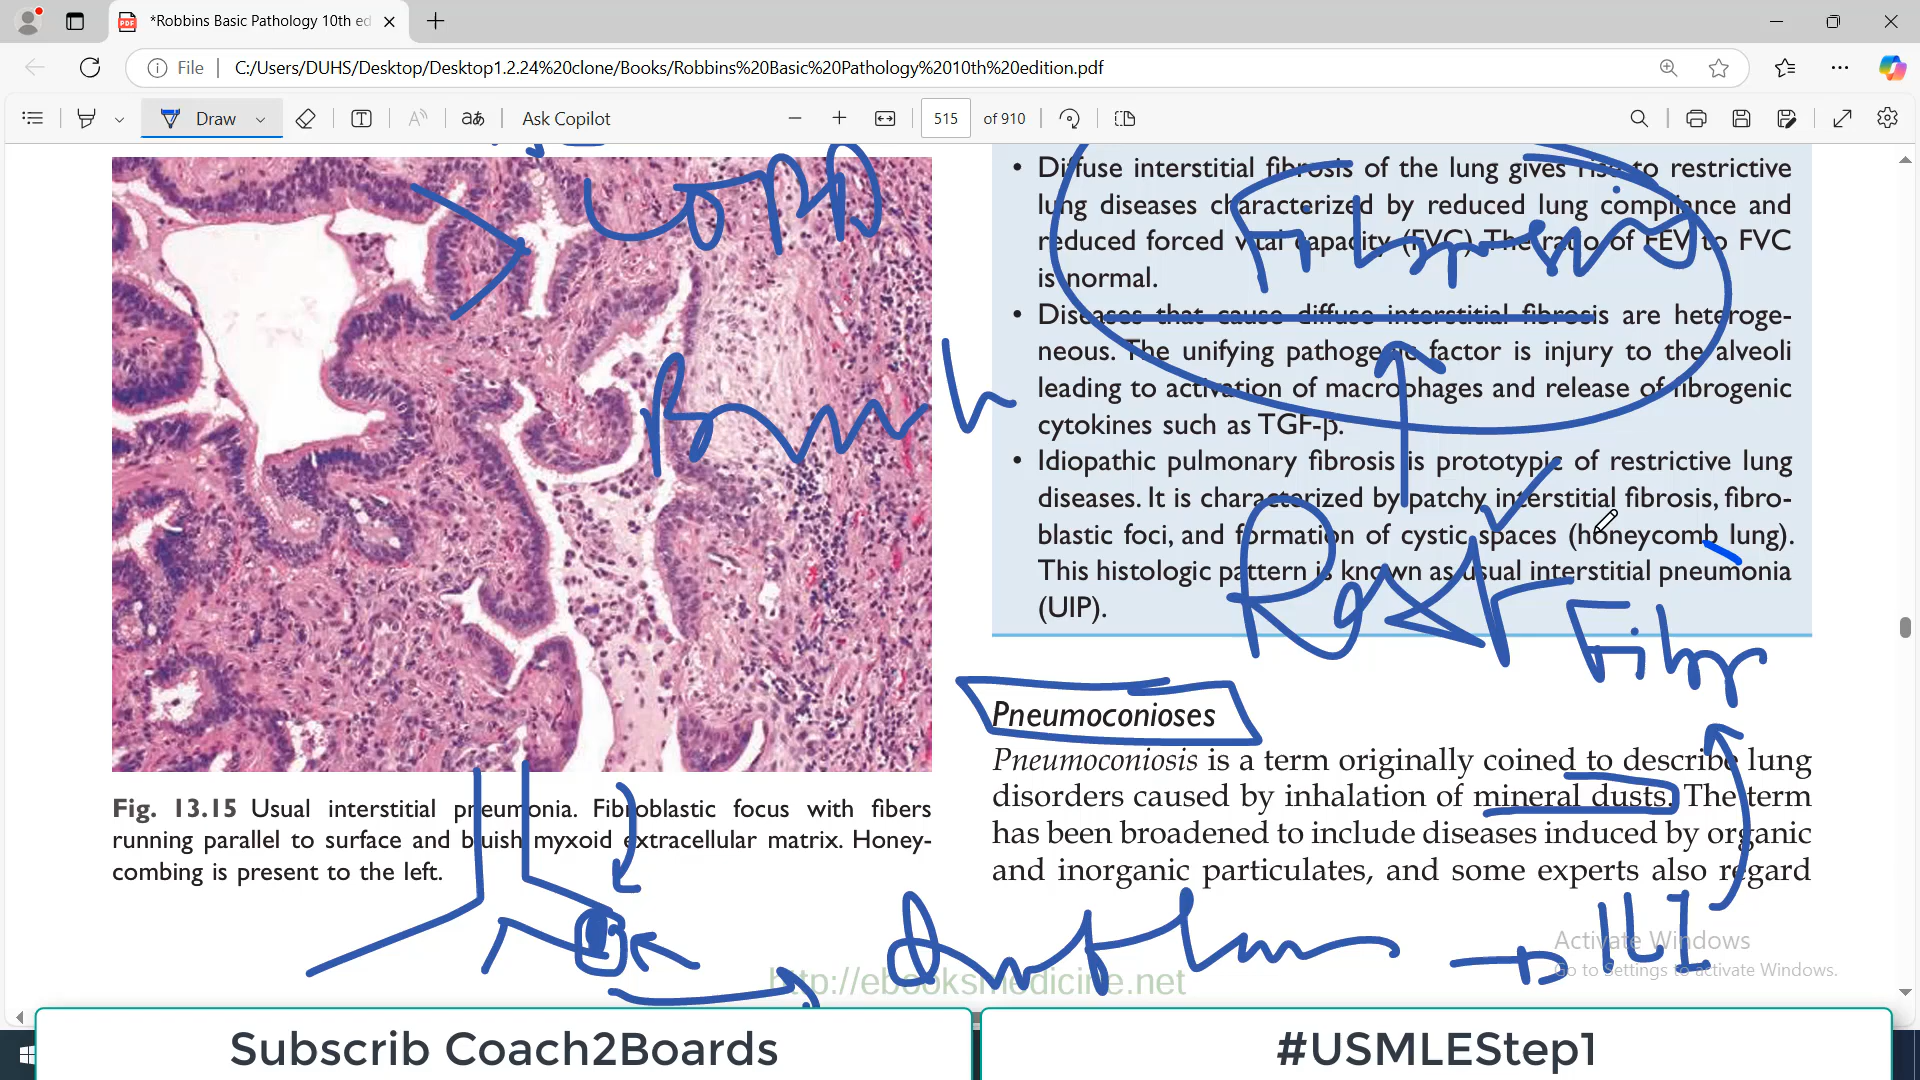 *Robbins Basic Pathology 10th ed
File
C:/Users/DUHS/Desktop/Desktop1.2.24%20clone/Books/Robbins%20Basic%20Pathology%2010th%20edition.pdf
Draw
Ask Copilot
515 of 910
Fig. 13.15 Usual interstitial pneumonia. Fibroblastic focus with fibers
running parallel to surface and bluish myxoid extracellular matrix. Honey-
combing is present to the left.
COPD
• Diffuse interstitial fibrosis of the lung gives rise to restrictive
lung diseases characterized by reduced lung compliance and
reduced forced vital capacity (FVC). The ratio of FEV to FVC
is normal.
• Diseases that cause diffuse interstitial fibrosis are heteroge-
neous. The unifying pathogenic factor is injury to the alveoli
leading to activation of macrophages and release of fibrogenic
cytokines such as TGF-β.
• Idiopathic pulmonary fibrosis is prototypic of restrictive lung
diseases. It is characterized by patchy interstitial fibrosis, fibro-
blastic foci, and formation of cystic spaces (honeycomb lung).
This histologic pattern is known as usual interstitial pneumonia
(UIP).
Rest
Fibr
Pneumoconioses
Pneumoconiosis is a term originally coined to describe lung
disorders caused by inhalation of mineral dusts. The term
has been broadened to include diseases induced by organic
and inorganic particulates, and some experts also regard
Activate Windows
Go to Settings to activate Windows.
http://ebooksmedicine.net
Subscrib Coach2Boards
#USMLEStep1